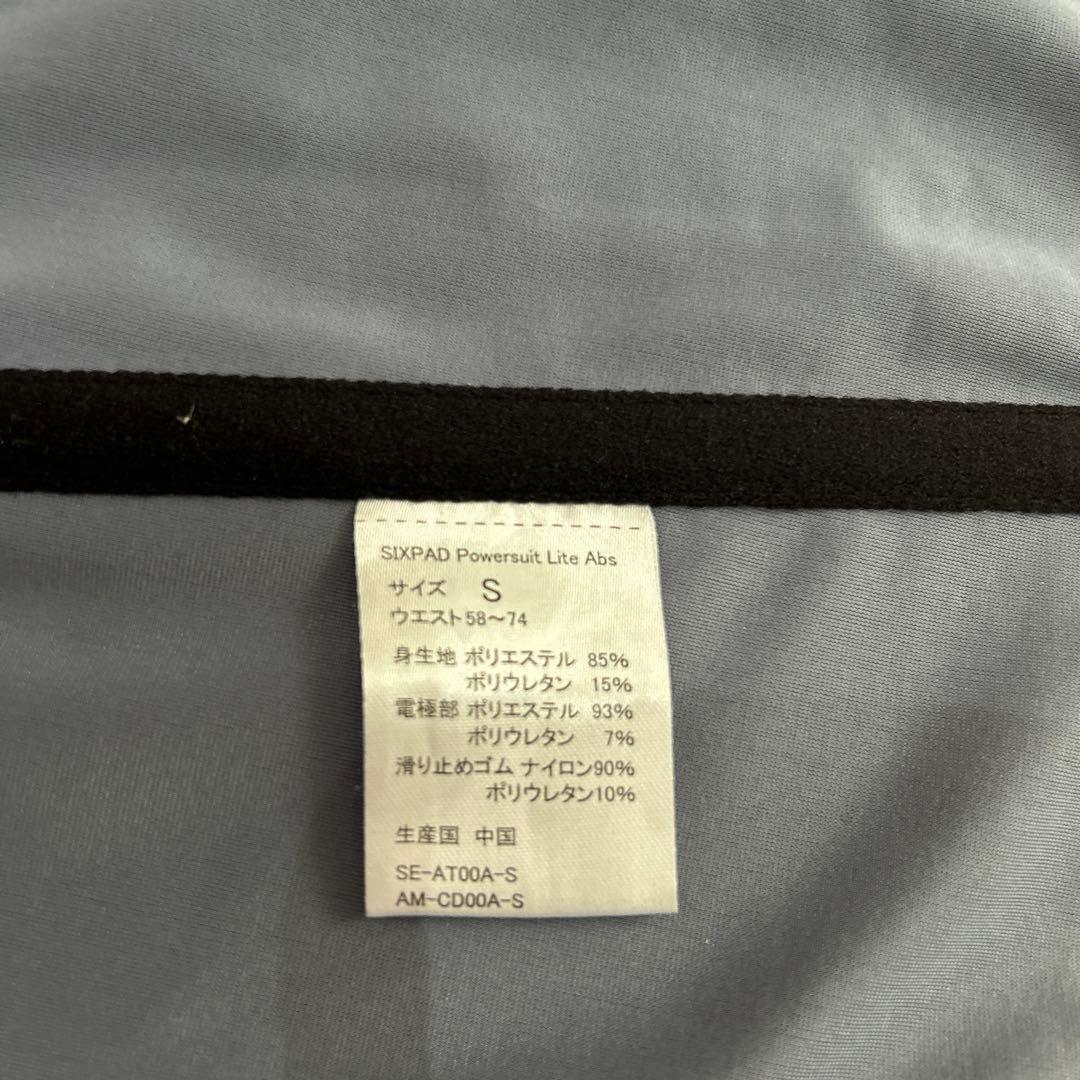 SIXPAD Powersuit Lite Abs
サイズ S
ウエスト58～74
身生地 ポリエステル 85%
ポリウレタン 15%
電極部 ポリエステル 93%
ポリウレタン 7%
滑り止めゴム ナイロン90%
ポリウレタン10%
生産国 中国
SE-AT00A-S
AM-CD00A-S